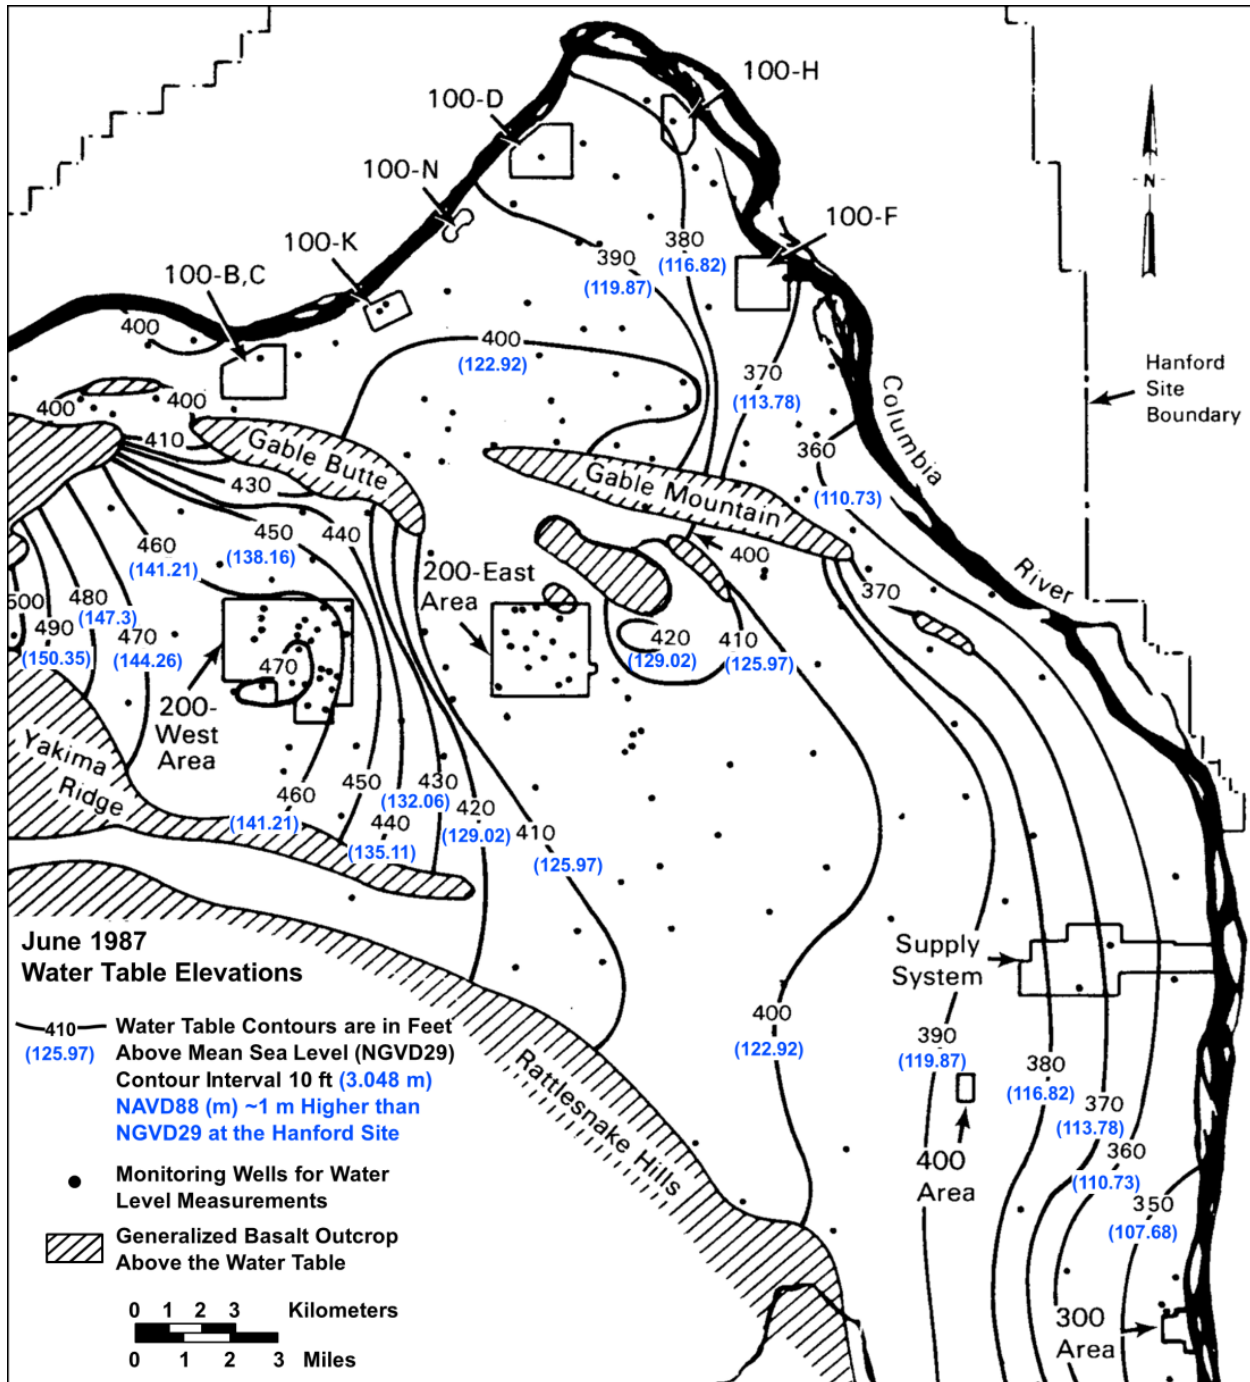 100-H
100-D
100-N
100-F
100-K
100-B,C
N
380
(116.82)
390
(119.87)
400
400
(122.92)
370
(113.78)
Hanford
Site
Boundary
Columbia
River
400
400
410
Gable Butte
Gable Mountain
360
(110.73)
430
450
(138.16)
440
460
(141.21)
400
370
200-East
Area
500
480
(147.3)
490
(150.35)
470
(144.26)
470
420
(129.02)
410
(125.97)
200-
West
Area
Yakima
Ridge
460
(141.21)
450
440
(135.11)
430
(132.06)
420
(129.02)
410
(125.97)
Supply
System
400
(122.92)
390
(119.87)
380
(116.82)
370
(113.78)
360
(110.73)
350
(107.68)
400
Area
300
Area
Rattlesnake Hills
June 1987
Water Table Elevations
410
(125.97)
Water Table Contours are in Feet
Above Mean Sea Level (NGVD29)
Contour Interval 10 ft (3.048 m)
NAVD88 (m) ~1 m Higher than
NGVD29 at the Hanford Site
Monitoring Wells for Water
Level Measurements
Generalized Basalt Outcrop
Above the Water Table
0 1 2 3 Kilometers
0 1 2 3 Miles